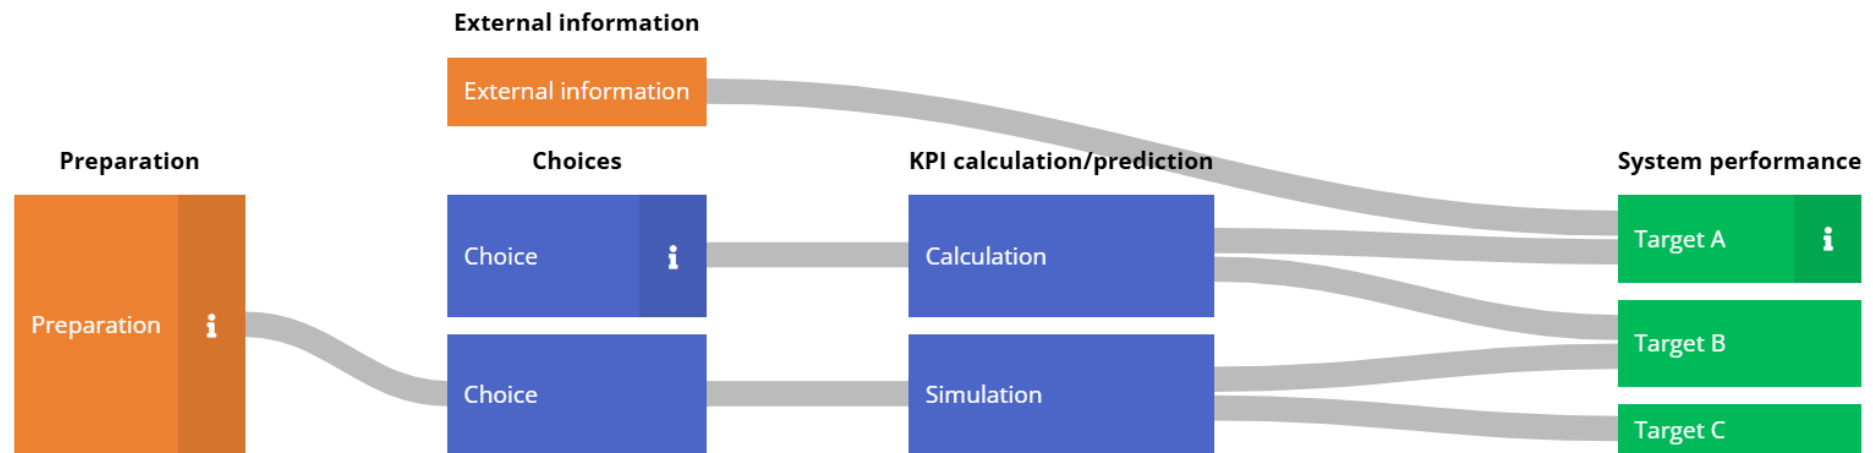 External information
External information
Preparation
Choices
KPI calculation/prediction
System performance
Preparation
i
Choice
i
Calculation
Target A
i
Target B
Choice
Simulation
Target C